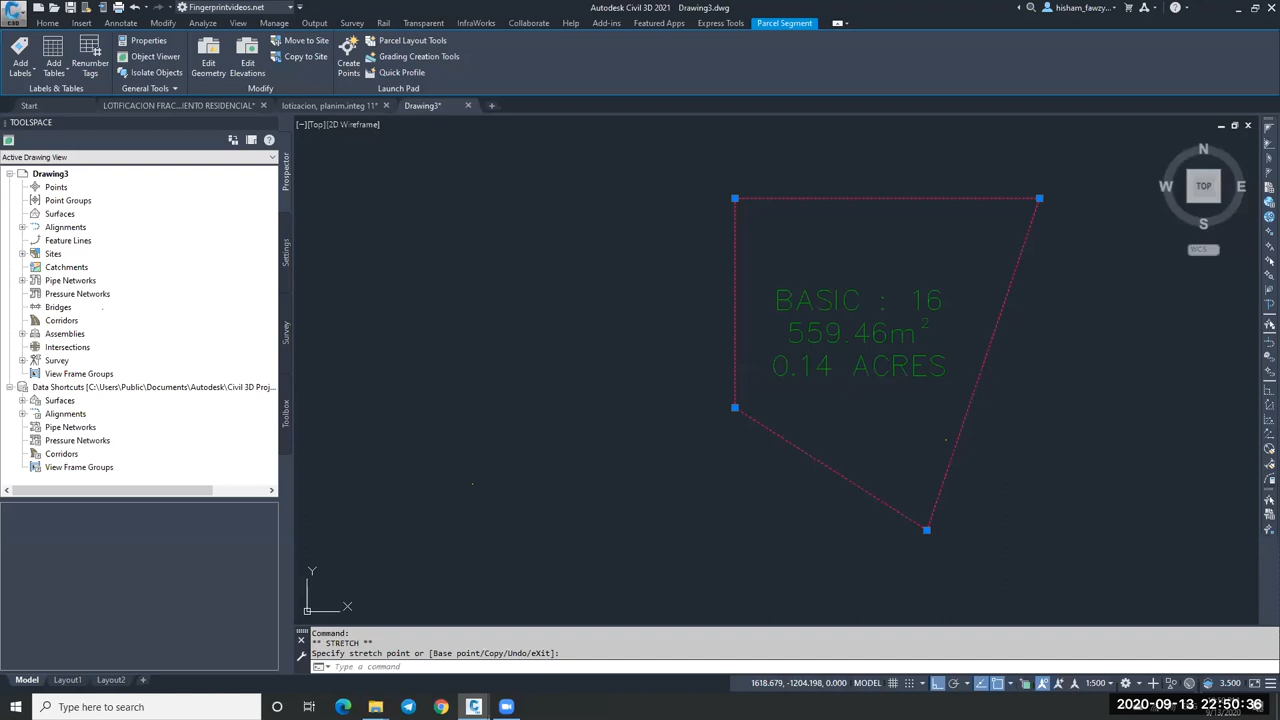 Fingerprintvideos.net
Autodesk Civil 3D 2021 Drawing3.dwg
hisham_fawzy...
C3D
Home Insert Annotate Modify Analyze View Manage Output Survey Rail Transparent InfraWorks Collaborate Help Add-ins Featured Apps Express Tools Parcel Segment
Add Labels
Add Tables
Renumber Tags
Properties
Object Viewer
Isolate Objects
Edit Geometry
Edit Elevations
Move to Site
Copy to Site
Create Points
Parcel Layout Tools
Grading Creation Tools
Quick Profile
Labels & Tables
General Tools
Modify
Launch Pad
Start
LOTIFICACION FRAC...IENTO RESIDENCIAL*
lotizacion, planim.integ 11*
Drawing3*
TOOLSPACE
Active Drawing View
Drawing3
Points
Point Groups
Surfaces
Alignments
Feature Lines
Sites
Catchments
Pipe Networks
Pressure Networks
Bridges
Corridors
Assemblies
Intersections
Survey
View Frame Groups
Data Shortcuts [C:\Users\Public\Documents\Autodesk\Civil 3D Proj...
Surfaces
Alignments
Pipe Networks
Pressure Networks
Corridors
View Frame Groups
Prospector
Settings
Survey
Toolbox
[−][Top][2D Wireframe]
N
W TOP E
S
WCS
BASIC : 16
559.46m²
0.14 ACRES
Y
X
Command:
** STRETCH **
Specify stretch point or [Base point/Copy/Undo/eXit]:
Type a command
Model Layout1 Layout2
1618.679, -1204.198, 0.000 MODEL
1:500
3.500
Type here to search
2020-09-13 22:50:36